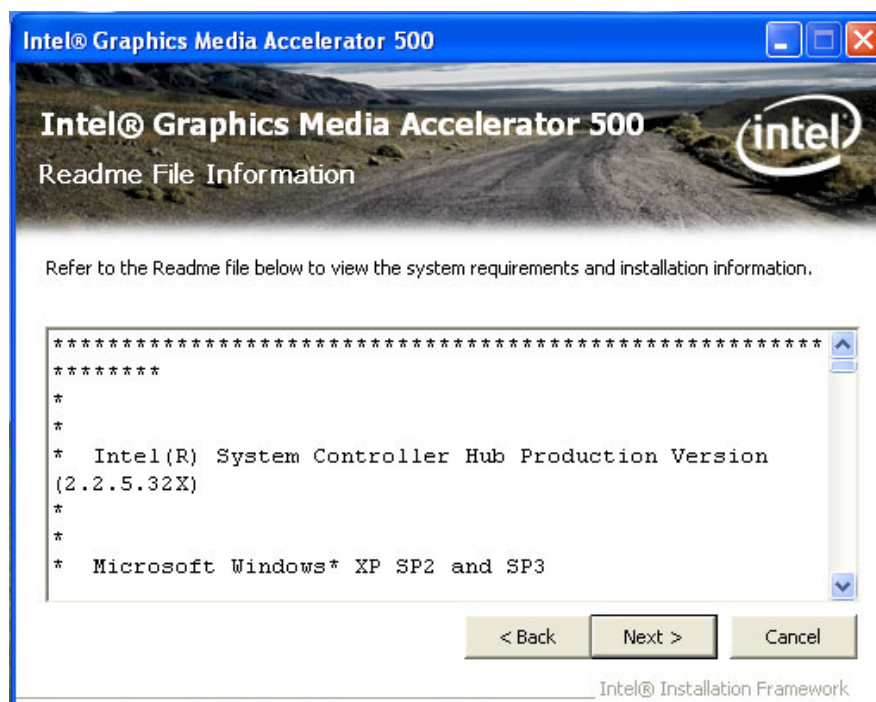 Intel® Graphics Media Accelerator 500
Intel® Graphics Media Accelerator 500
intel
Readme File Information
Refer to the Readme file below to view the system requirements and installation information.
*********************************************************
********
*
*
* Intel(R) System Controller Hub Production Version
(2.2.5.32X)
*
*
* Microsoft Windows* XP SP2 and SP3
< Back
Next >
Cancel
Intel® Installation Framework